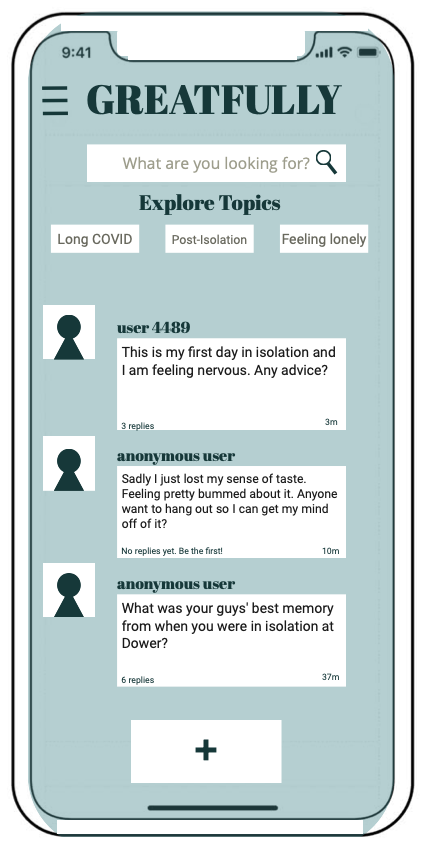 9:41
GREATFULLY
What are you looking for?
Explore Topics
Long COVID
Post-Isolation
Feeling lonely
user 4489
This is my first day in isolation and
I am feeling nervous. Any advice?
3 replies
3m
anonymous user
Sadly I just lost my sense of taste.
Feeling pretty bummed about it. Anyone
want to hang out so I can get my mind
off of it?
No replies yet. Be the first!
10m
anonymous user
What was your guys' best memory
from when you were in isolation at
Dower?
6 replies
37m
+